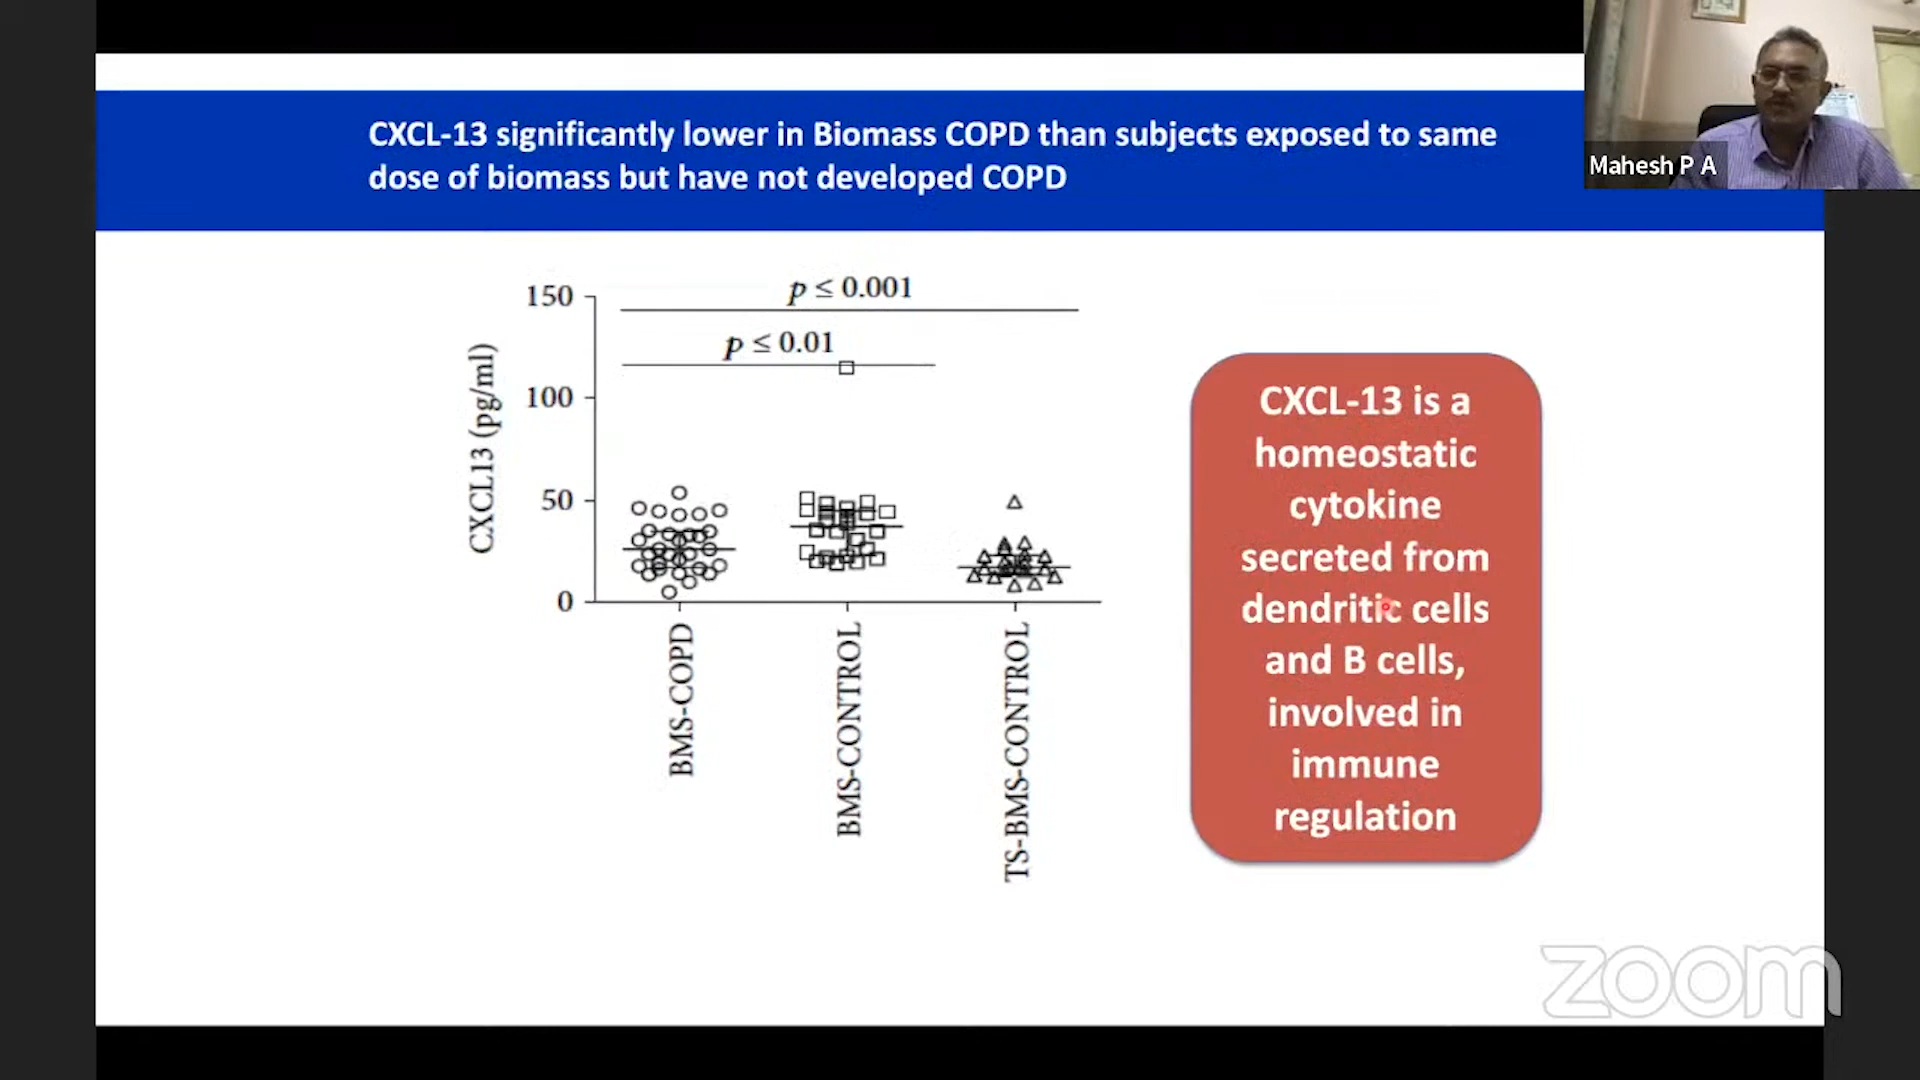 CXCL-13 significantly lower in Biomass COPD than subjects exposed to same
dose of biomass but have not developed COPD
Mahesh P A
p ≤ 0.001
p ≤ 0.01
CXCL13 (pg/ml)
150
100
50
0
BMS-COPD
BMS-CONTROL
TS-BMS-CONTROL
CXCL-13 is a
homeostatic
cytokine
secreted from
dendritic cells
and B cells,
involved in
immune
regulation
zoom